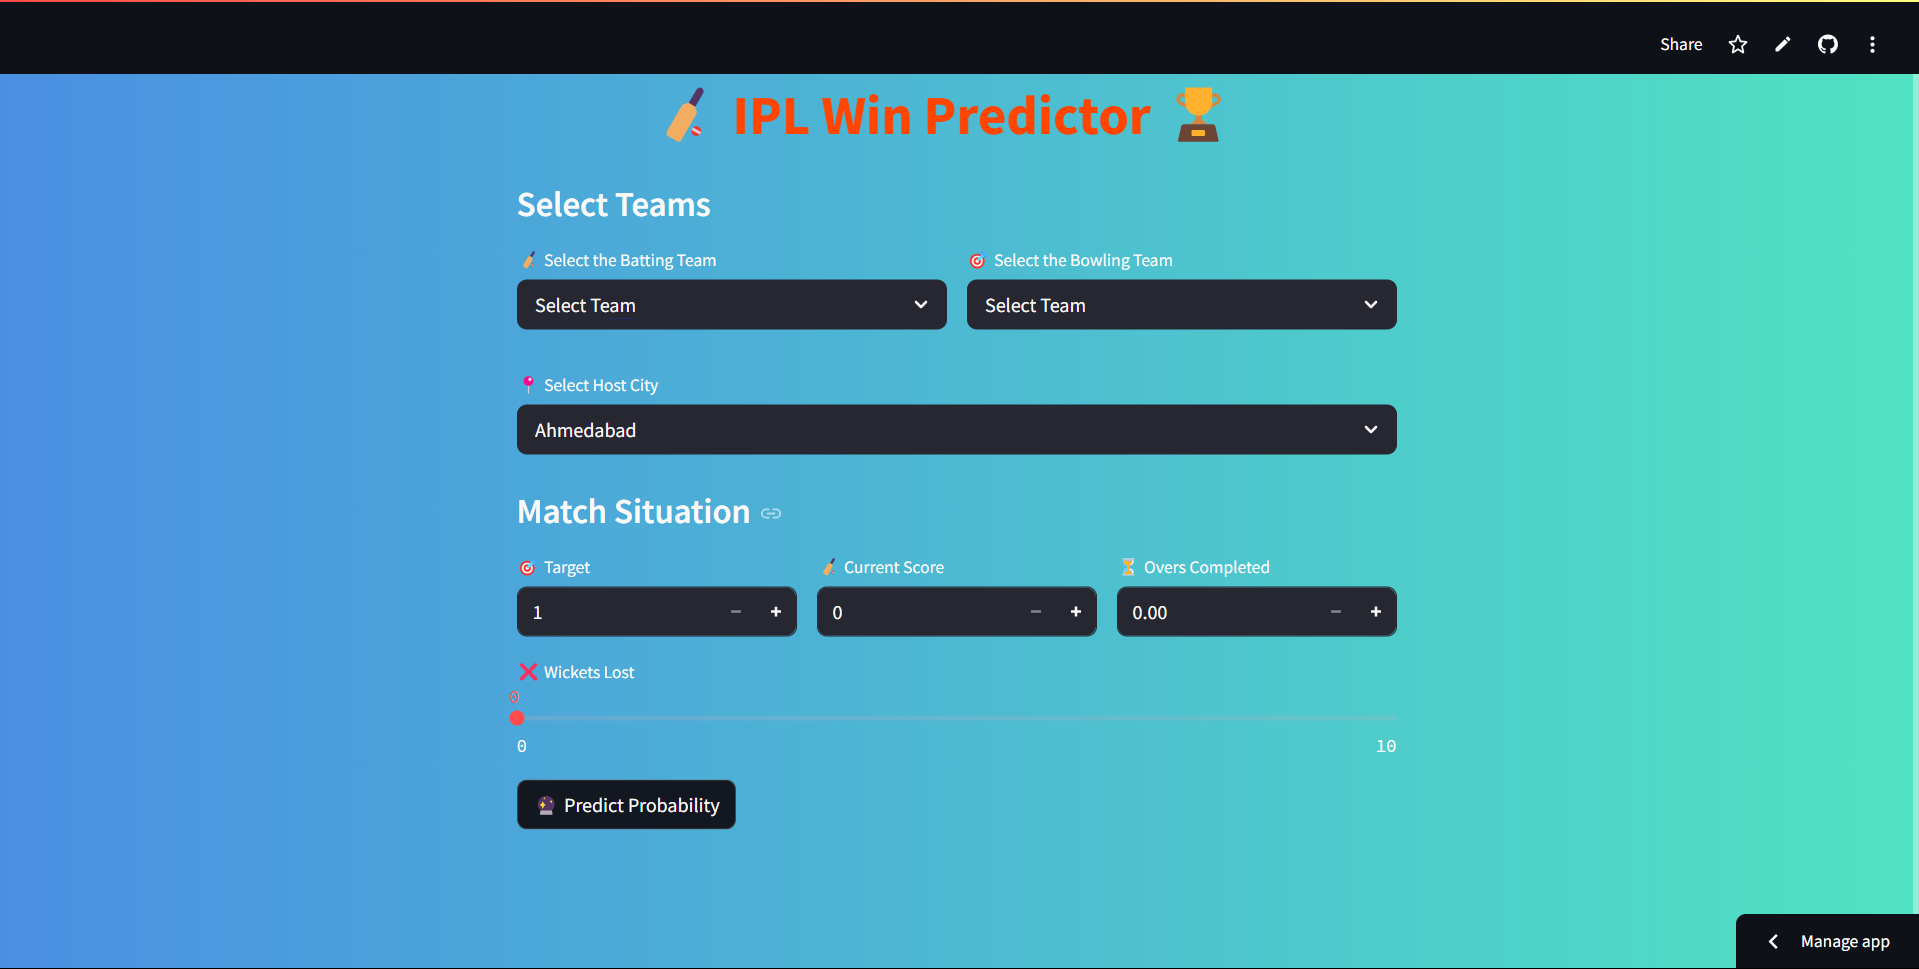 Share
IPL Win Predictor
Select Teams
Select the Batting Team
Select the Bowling Team
Select Team
Select Team
Select Host City
Ahmedabad
Match Situation
Target
Current Score
Overs Completed
1
0
0.00
Wickets Lost
0
0
10
Predict Probability
Manage app